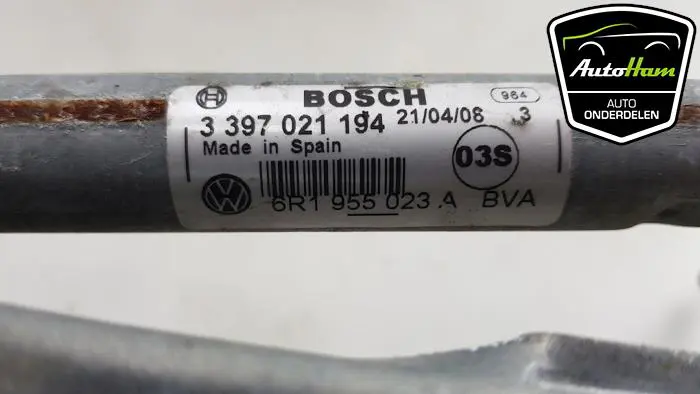 BOSCH
984
3 397 021 194 21/04/08 3
Made in Spain
03S
6R1 955 023 A BVA
AutoHam
AUTO
ONDERDELEN